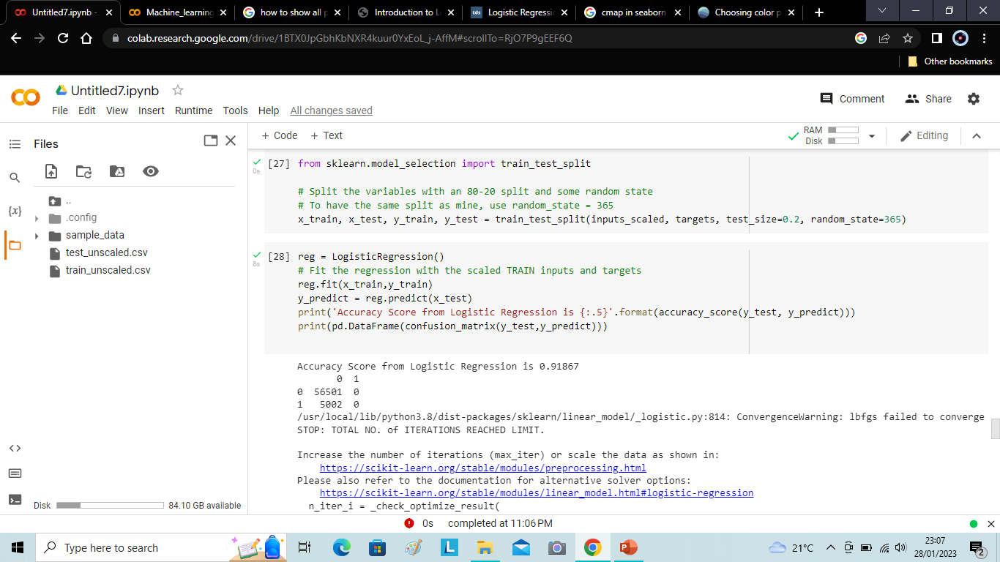 Untitled7.ipynb -
Machine_learning
how to show all p
Introduction to L
Logistic Regressi
cmap in seaborn
Choosing color p
colab.research.google.com/drive/1BTX0JpGbhKbNXR4kuur0YxEoL_j-AffM#scrollTo=RjO7P9gEEF6Q
Other bookmarks
Untitled7.ipynb
Comment
Share
File Edit View Insert Runtime Tools Help All changes saved
Files
+ Code + Text
RAM
Disk
Editing
..
.config
sample_data
test_unscaled.csv
train_unscaled.csv
Disk 84.10 GB available
0s
[27] from sklearn.model_selection import train_test_split
# Split the variables with an 80-20 split and some random state
# To have the same split as mine, use random_state = 365
x_train, x_test, y_train, y_test = train_test_split(inputs_scaled, targets, test_size=0.2, random_state=365)
8s
[28] reg = LogisticRegression()
# Fit the regression with the scaled TRAIN inputs and targets
reg.fit(x_train,y_train)
y_predict = reg.predict(x_test)
print('Accuracy Score from Logistic Regression is {:.5}'.format(accuracy_score(y_test, y_predict)))
print(pd.DataFrame(confusion_matrix(y_test,y_predict)))
Accuracy Score from Logistic Regression is 0.91867
0 1
0 56501 0
1 5002 0
/usr/local/lib/python3.8/dist-packages/sklearn/linear_model/_logistic.py:814: ConvergenceWarning: lbfgs failed to converge
STOP: TOTAL NO. of ITERATIONS REACHED LIMIT.
Increase the number of iterations (max_iter) or scale the data as shown in:
https://scikit-learn.org/stable/modules/preprocessing.html
Please also refer to the documentation for alternative solver options:
https://scikit-learn.org/stable/modules/linear_model.html#logistic-regression
n_iter_i = _check_optimize_result(
0s completed at 11:06 PM
Type here to search
21°C
23:07
28/01/2023
2